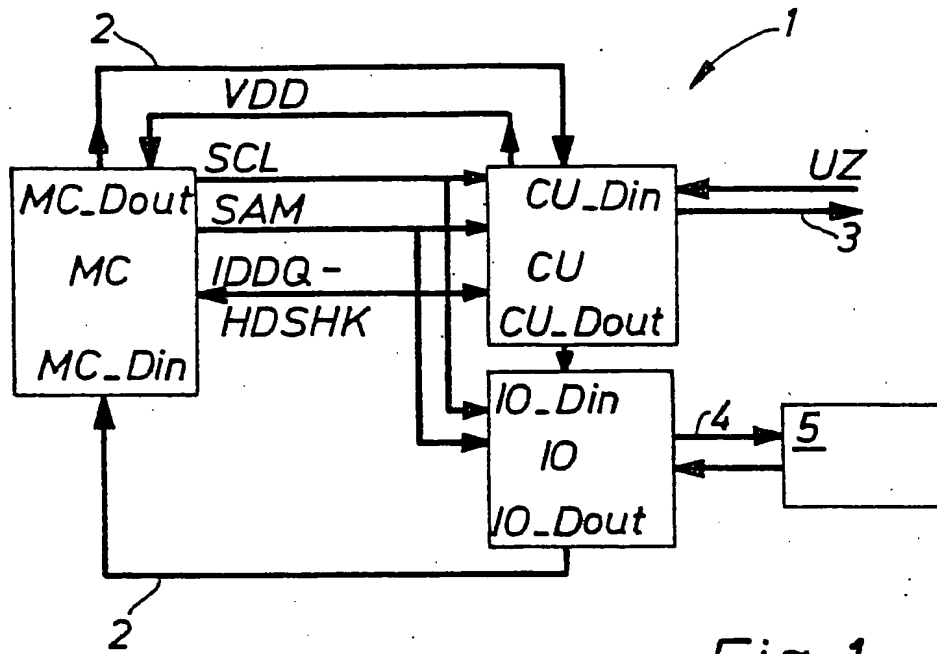 1
2
VDD
SCL
UZ
MC_Dout
CU_Din
SAM
3
MC
CU
IDDQ-
HDSHK
CU_Dout
MC_Din
IO_Din
4
5
IO
IO_Dout
2
Fig. 1